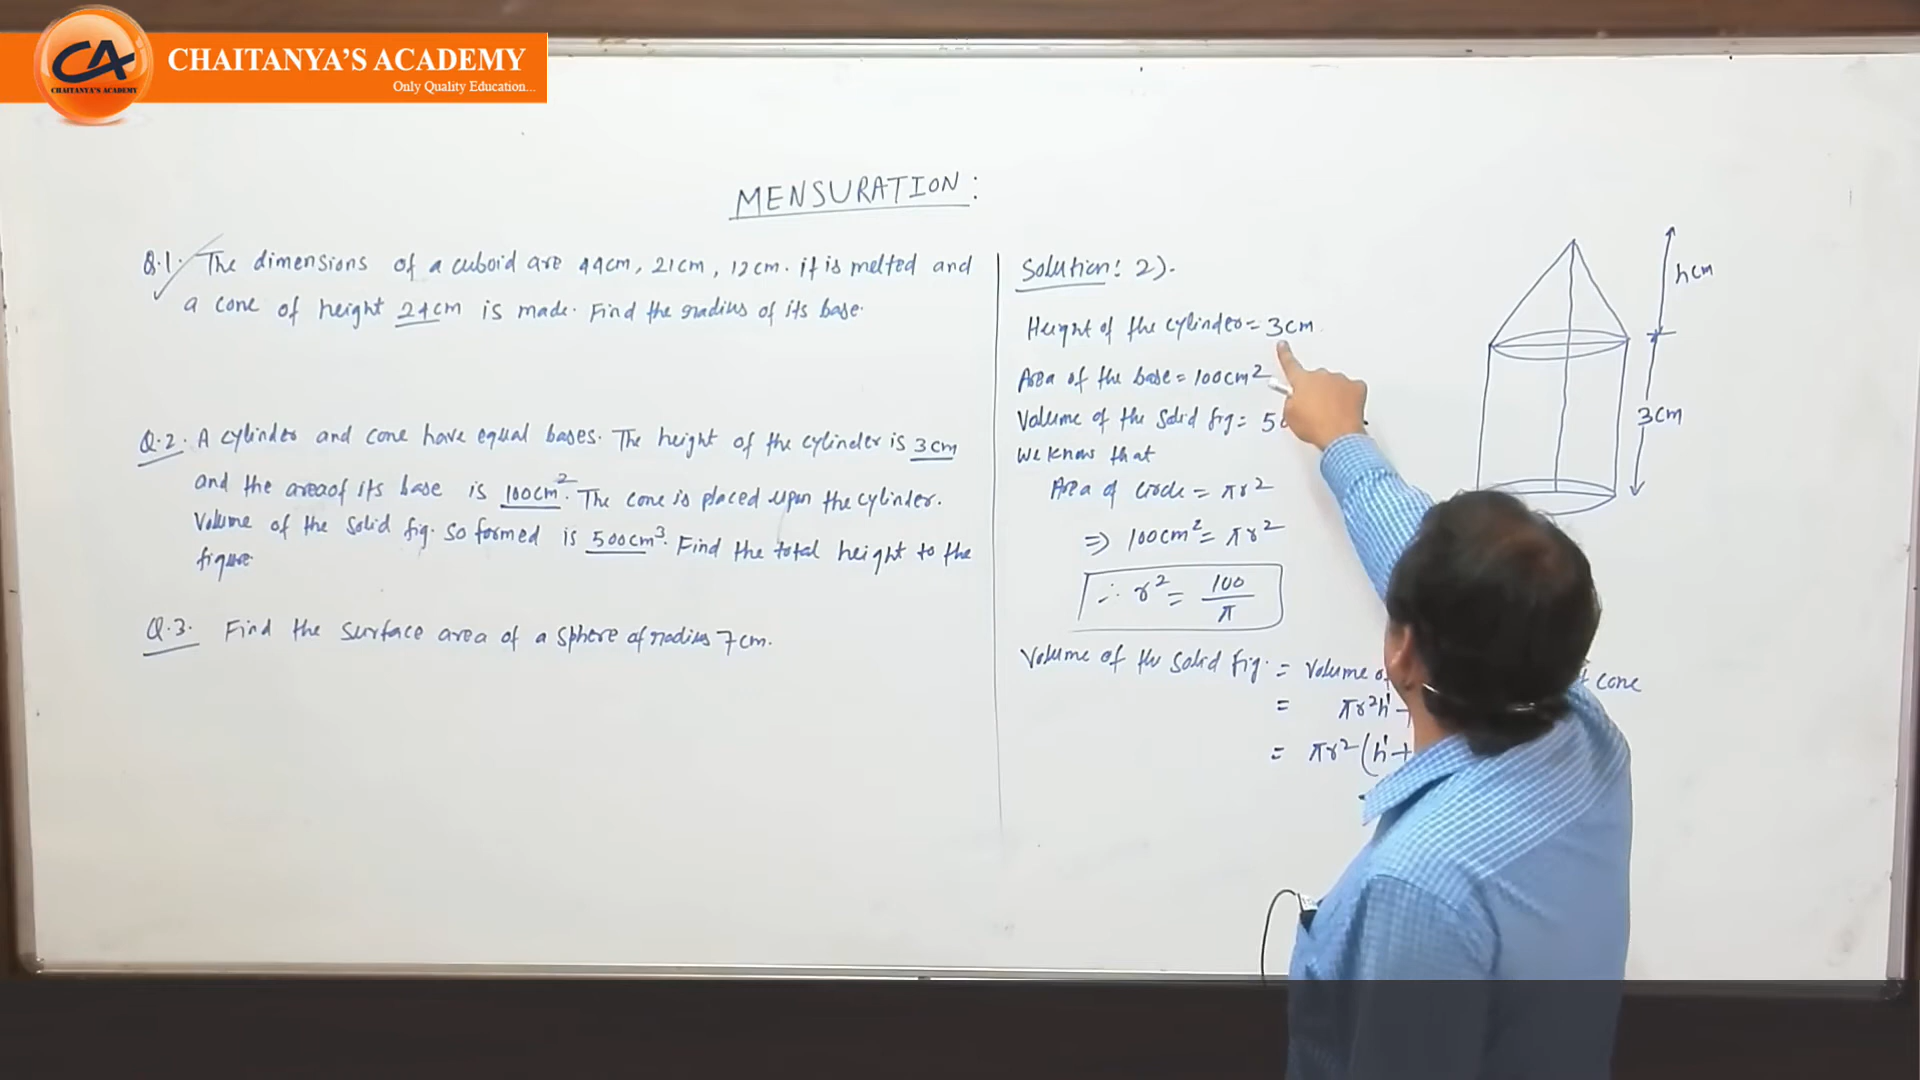 CA
CHAITANYA'S ACADEMY
CHAITANYA'S ACADEMY
Only Quality Education...
MENSURATION:
Q.1. The dimensions of a cuboid are 44cm, 21cm, 12cm. it is melted and
a cone of height 24cm is made. Find the radius of its base.
Q.2. A cylinder and cone have equal bases. The height of the cylinder is 3cm
and the area of its base is 100cm². The cone is placed upon the cylinder.
Volume of the solid fig. so formed is 500cm³. Find the total height to the
figure
Q.3. Find the surface area of a sphere of radius 7cm.
Solution: 2).
Height of the cylinder = 3cm.
Area of the base = 100cm²
Volume of the solid fig =
We know that
Area of circle = πr²
⇒ 100cm² = πr²
∴ r² = 100/π
Volume of the solid fig. = Volume cone
= πr²h' +
= πr²(h' +
hcm
3cm